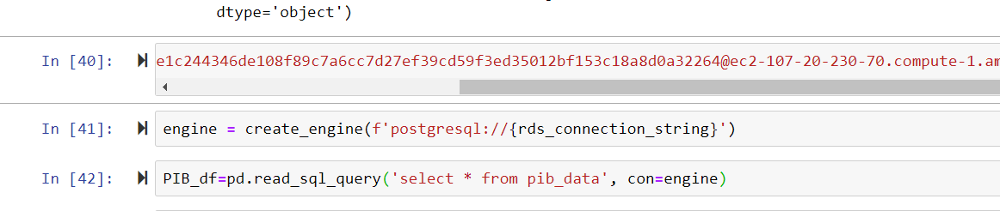 dtype='object')
In [40]: e1c244346de108f89c7a6cc7d27ef39cd59f3ed35012bf153c18a8d0a32264@ec2-107-20-230-70.compute-1.am
In [41]: engine = create_engine(f'postgresql://{rds_connection_string}')
In [42]: PIB_df=pd.read_sql_query('select * from pib_data', con=engine)